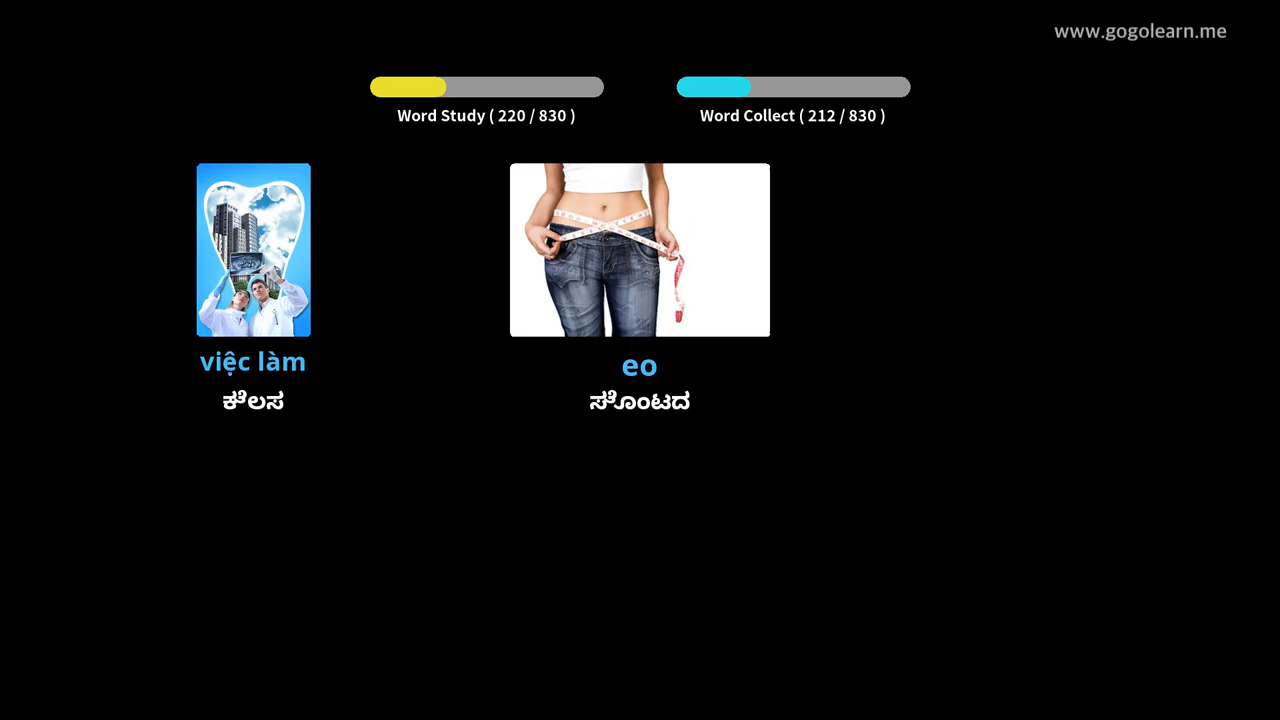 www.gogolearn.me
Word Study ( 220 / 830 )
Word Collect ( 212 / 830 )
việc làm
ಕೆಲಸ
eo
ಸೊಂಟದ